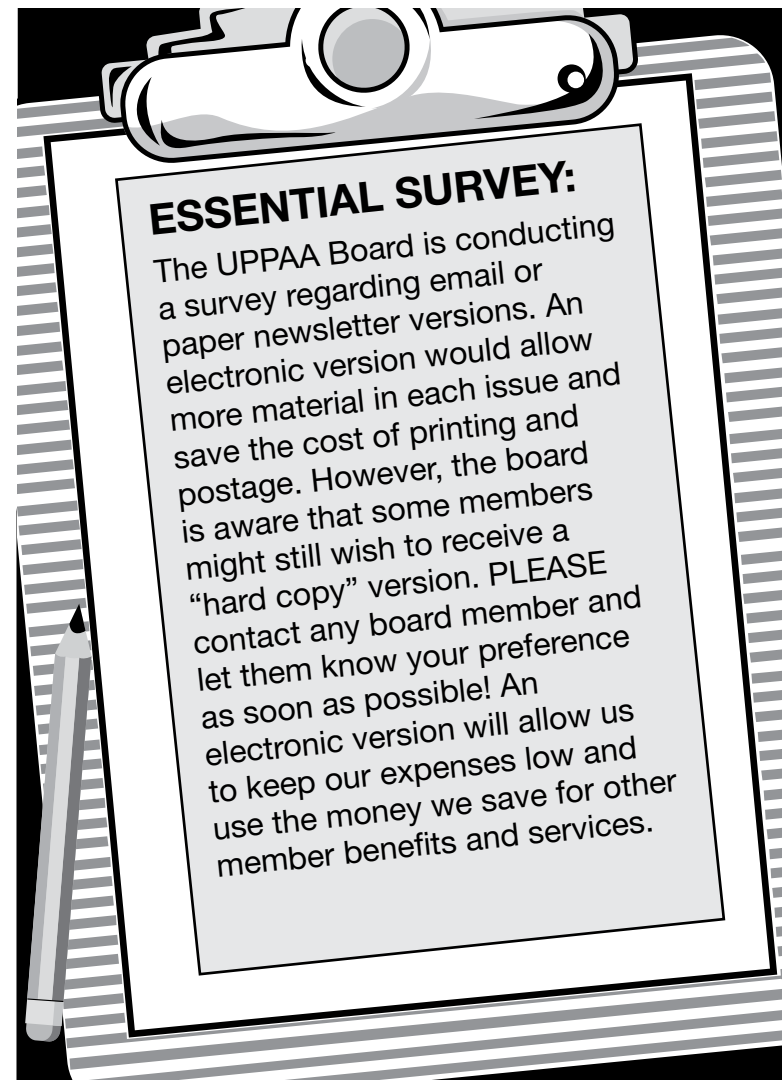 ESSENTIAL SURVEY:
The UPPAA Board is conducting
a survey regarding email or
paper newsletter versions. An
electronic version would allow
more material in each issue and
save the cost of printing and
postage. However, the board
is aware that some members
might still wish to receive a
“hard copy” version. PLEASE
contact any board member and
let them know your preference
as soon as possible! An
electronic version will allow us
to keep our expenses low and
use the money we save for other
member benefits and services.